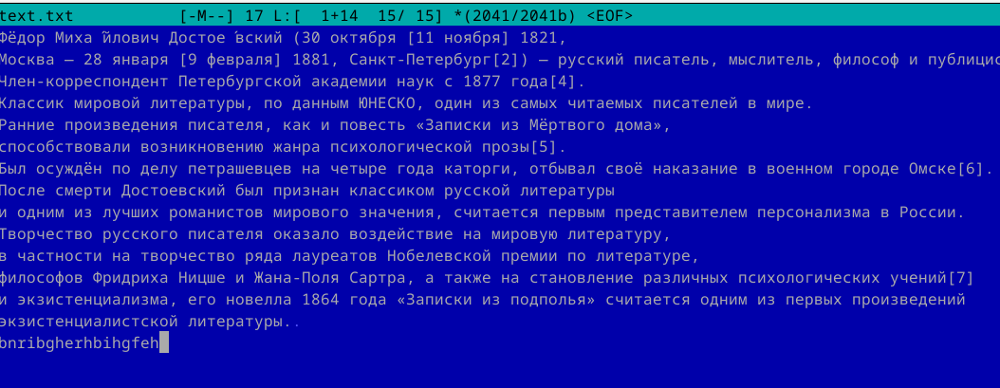 text.txt [-M--] 17 L:[ 1+14 15/ 15] *(2041/2041b) <EOF>
Фёдор Миха́йлович Достое́вский (30 октября [11 ноября] 1821,
Москва — 28 января [9 февраля] 1881, Санкт-Петербург[2]) — русский писатель, мыслитель, философ и публицис
Член-корреспондент Петербургской академии наук с 1877 года[4].
Классик мировой литературы, по данным ЮНЕСКО, один из самых читаемых писателей в мире.
Ранние произведения писателя, как и повесть «Записки из Мёртвого дома»,
способствовали возникновению жанра психологической прозы[5].
Был осуждён по делу петрашевцев на четыре года каторги, отбывал своё наказание в военном городе Омске[6].
После смерти Достоевский был признан классиком русской литературы
и одним из лучших романистов мирового значения, считается первым представителем персонализма в России.
Творчество русского писателя оказало воздействие на мировую литературу,
в частности на творчество ряда лауреатов Нобелевской премии по литературе,
философов Фридриха Ницше и Жана-Поля Сартра, а также на становление различных психологических учений[7]
и экзистенциализма, его новелла 1864 года «Записки из подполья» считается одним из первых произведений
экзистенциалистской литературы..
bnribgherhbihgfeh